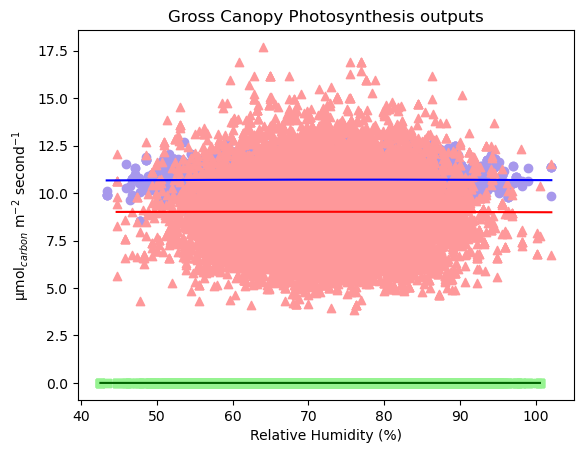 Gross Canopy Photosynthesis outputs
17.5
15.0
12.5
10.0
7.5
5.0
2.5
0.0
μmol_{carbon} m^{−2} second^{−1}
40 50 60 70 80 90 100
Relative Humidity (%)